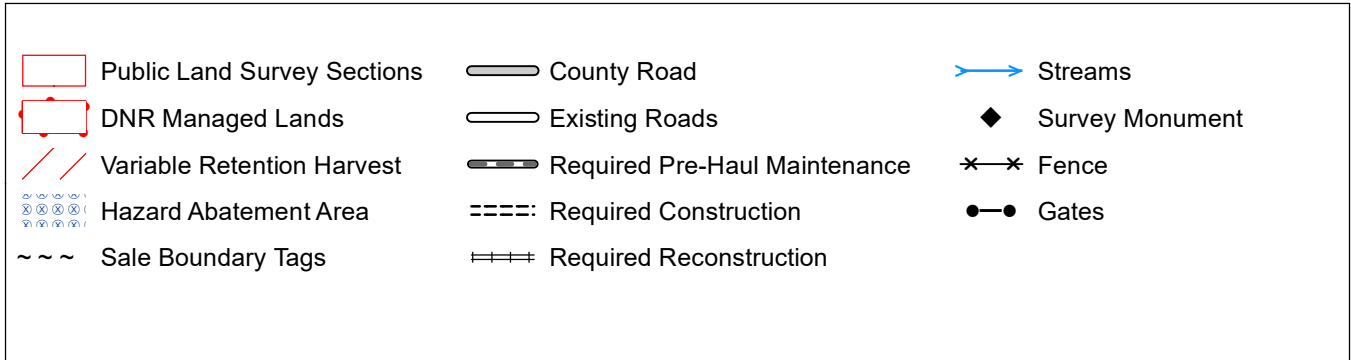 Public Land Survey Sections
DNR Managed Lands
Variable Retention Harvest
Hazard Abatement Area
Sale Boundary Tags
County Road
Existing Roads
Required Pre-Haul Maintenance
Required Construction
Required Reconstruction
Streams
Survey Monument
Fence
Gates